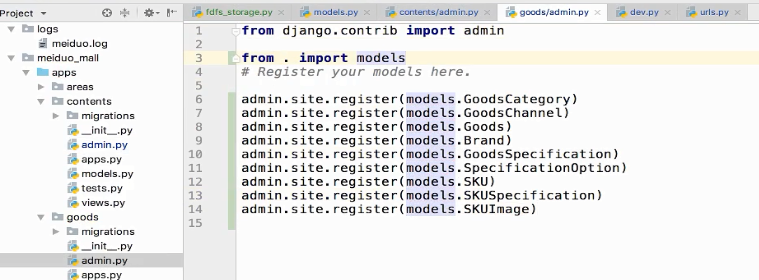 Project
fdfs_storage.py
models.py
contents/admin.py
goods/admin.py
dev.py
urls.py
logs
meiduo.log
meiduo_mall
apps
areas
contents
migrations
__init__.py
admin.py
apps.py
models.py
tests.py
views.py
goods
migrations
__init__.py
admin.py
apps.py
1 from django.contrib import admin
2
3 from . import models
4 # Register your models here.
5
6 admin.site.register(models.GoodsCategory)
7 admin.site.register(models.GoodsChannel)
8 admin.site.register(models.Goods)
9 admin.site.register(models.Brand)
10 admin.site.register(models.GoodsSpecification)
11 admin.site.register(models.SpecificationOption)
12 admin.site.register(models.SKU)
13 admin.site.register(models.SKUSpecification)
14 admin.site.register(models.SKUImage)
15